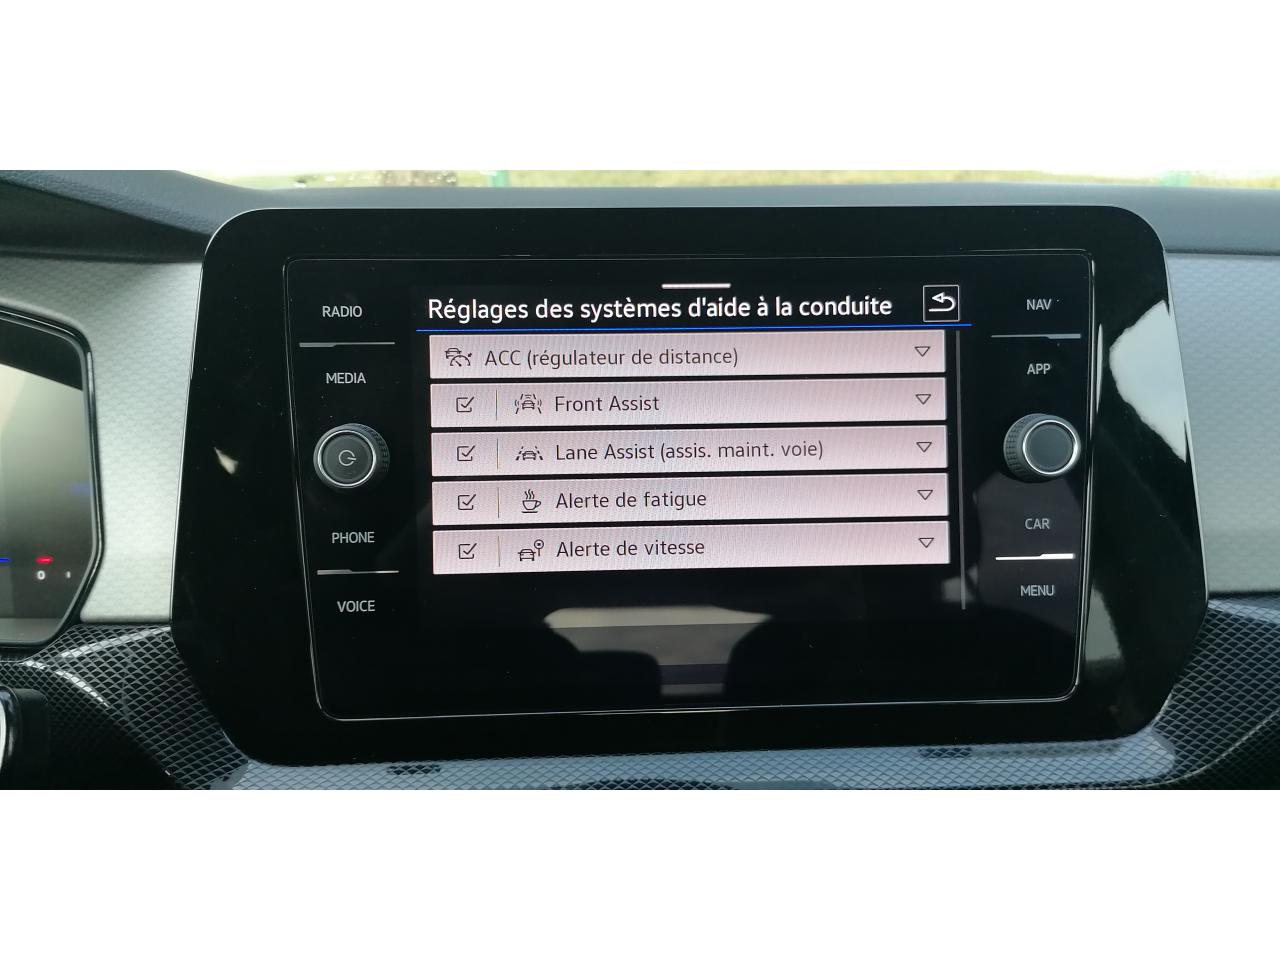 Réglages des systèmes d'aide à la conduite
ACC (régulateur de distance)
Front Assist
Lane Assist (assis. maint. voie)
Alerte de fatigue
Alerte de vitesse
RADIO
MEDIA
PHONE
VOICE
NAV
APP
CAR
MENU
0